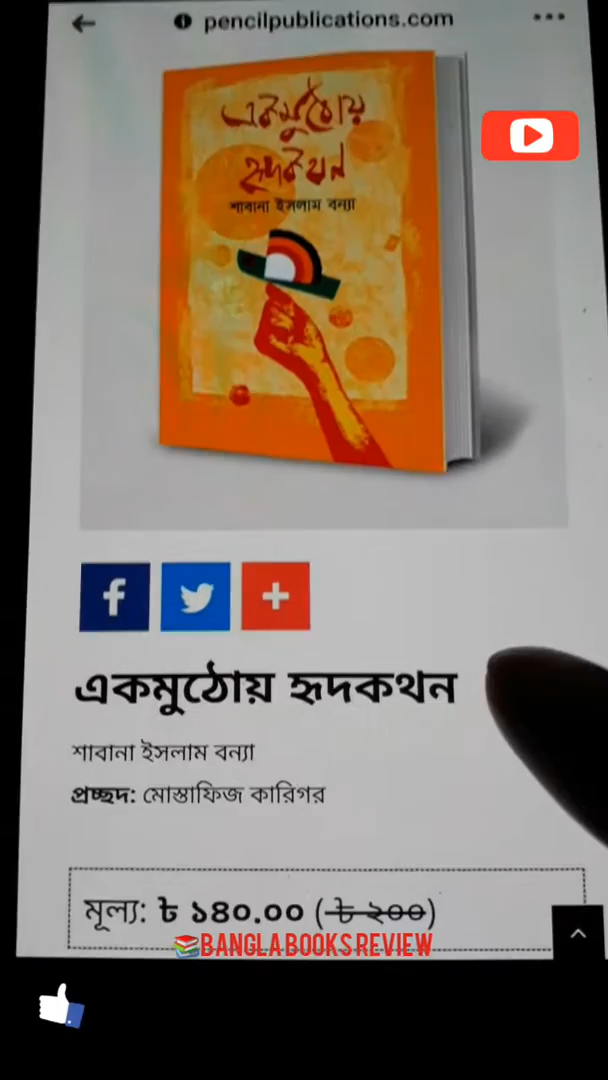 pencilpublications.com
একমুঠোয়
হৃদকথন
শাবানা ইসলাম বন্যা
একমুঠোয় হৃদকথন
শাবানা ইসলাম বন্যা
প্রচ্ছদ: মোস্তাফিজ কারিগর
মূল্য: ৳ ১৪০.০০ (৳ ২০০)
📚BANGLA BOOKS REVIEW